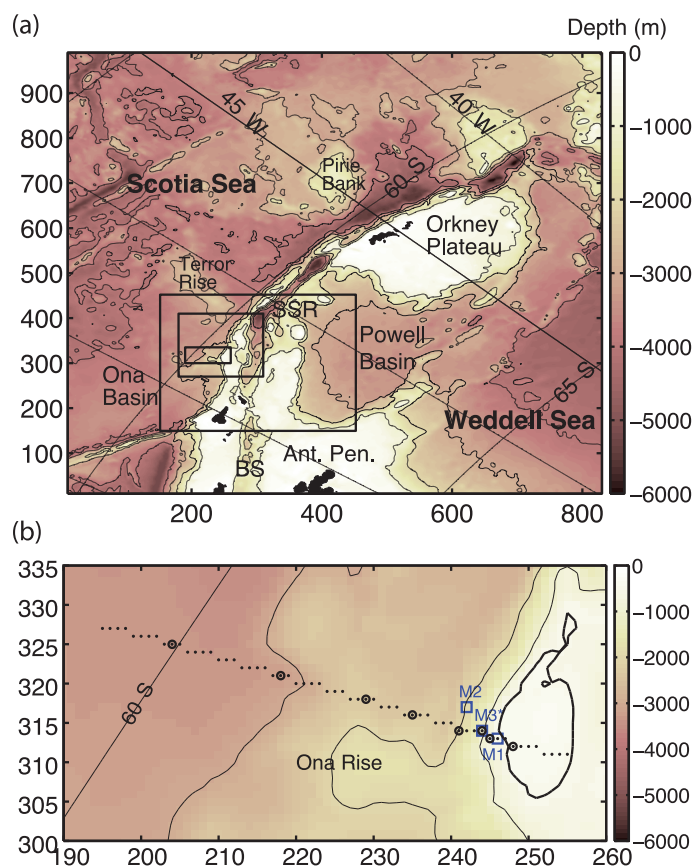 (a)
Depth (m)
0
−1000
−2000
−3000
−4000
−5000
−6000
900
800
700
600
500
400
300
200
100
200
400
600
800
45 W
40 W
60 S
65 S
Scotia Sea
Pirie
Bank
Orkney
Plateau
Terror
Rise
SSR
Powell
Basin
Ona
Basin
Weddell Sea
BS
Ant. Pen.
(b)
335
330
325
320
315
310
305
300
190
200
210
220
230
240
250
260
60 S
M2
M3*
M1
Ona Rise
0
−1000
−2000
−3000
−4000
−5000
−6000